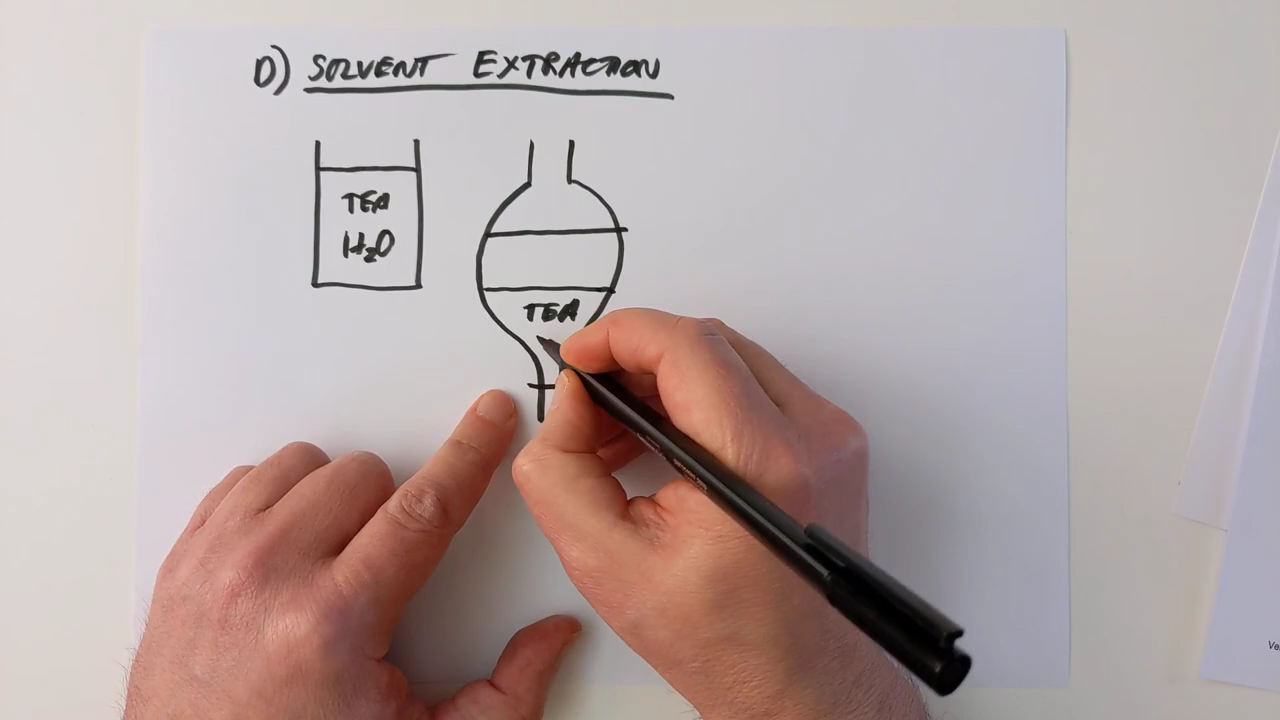 D) SOLVENT EXTRACTION
TEA
H₂O
TEA